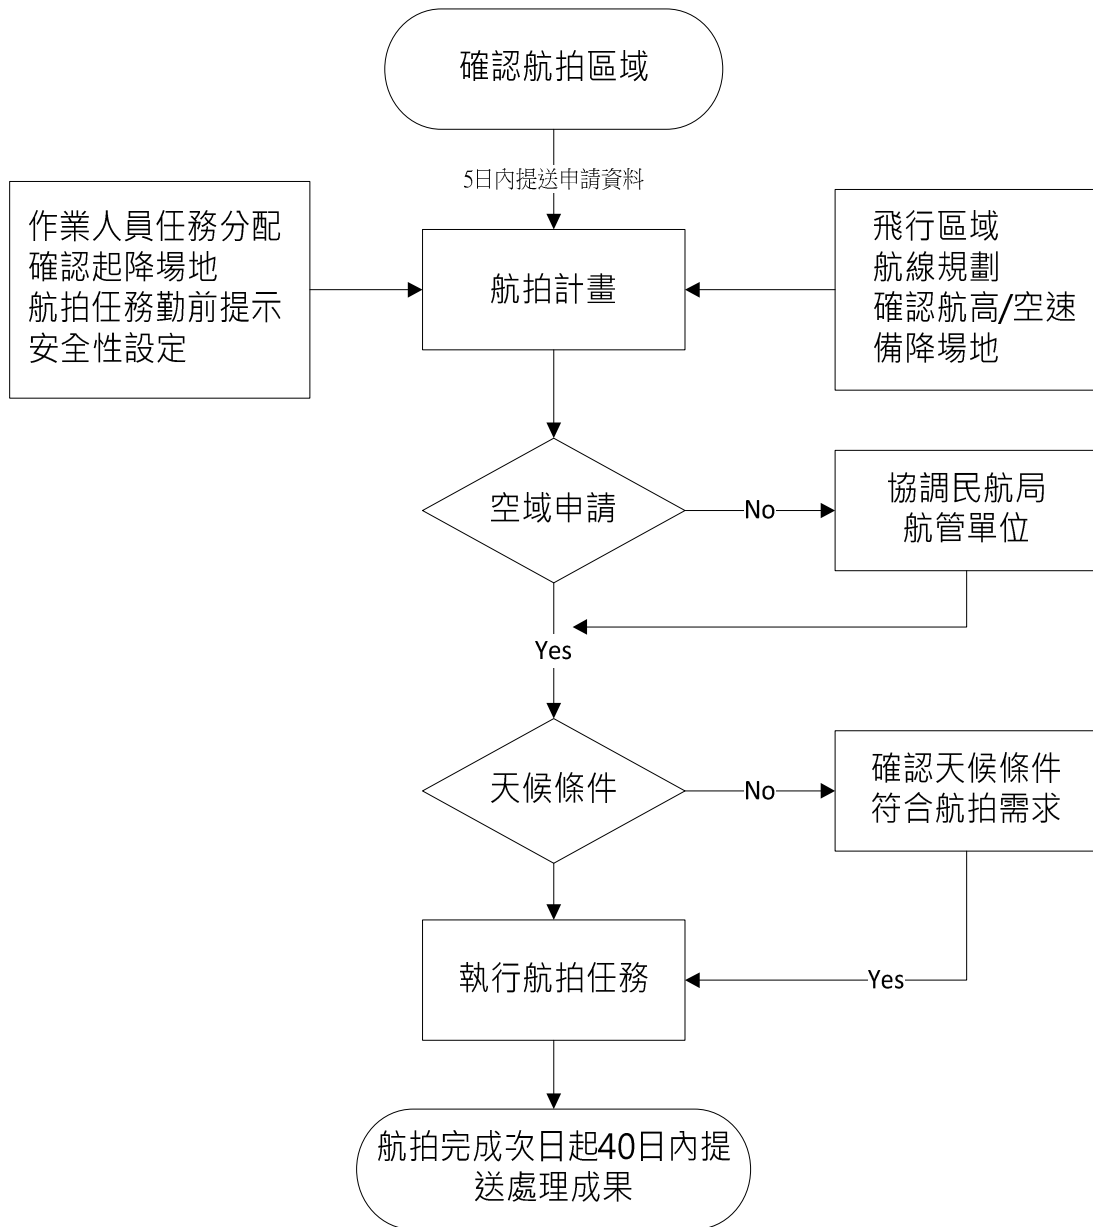 確認航拍區域
5日內提送申請資料
作業人員任務分配
確認起降場地
航拍任務勤前提示
安全性設定
航拍計畫
飛行區域
航線規劃
確認航高/空速
備降場地
空域申請
No
協調民航局
航管單位
Yes
天候條件
No
確認天候條件
符合航拍需求
執行航拍任務
Yes
航拍完成次日起40日內提
送處理成果